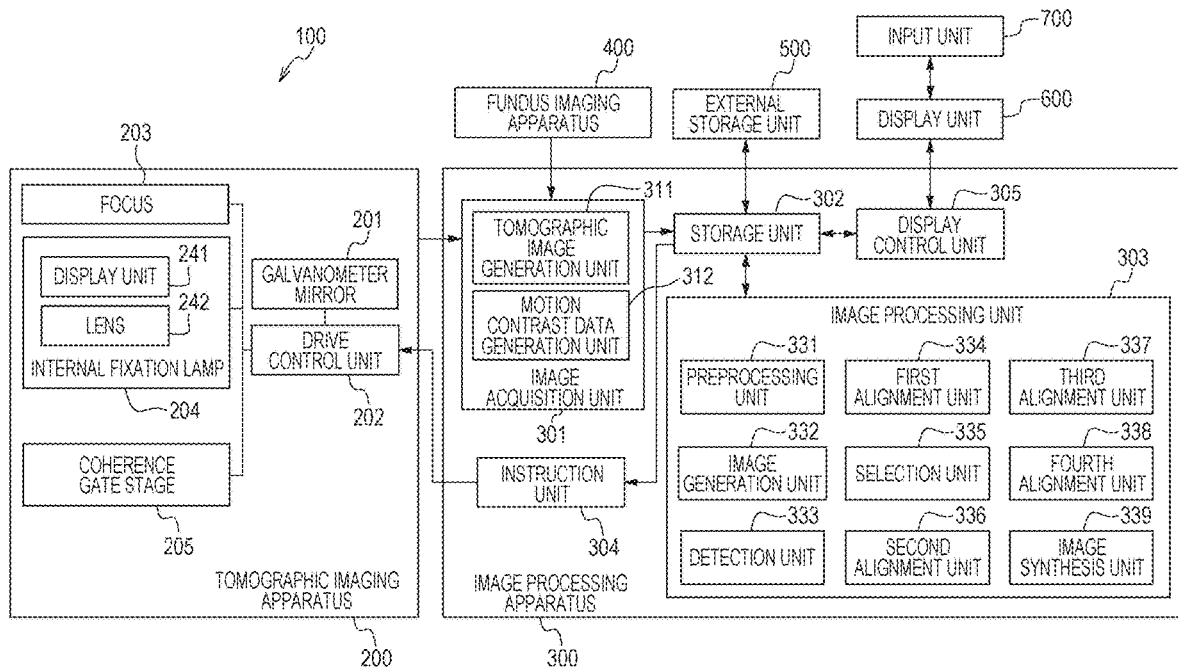 100
400
FUNDUS IMAGING
APPARATUS
500
EXTERNAL
STORAGE UNIT
INPUT UNIT
700
DISPLAY UNIT
600
203
FOCUS
DISPLAY UNIT
241
LENS
242
INTERNAL FIXATION LAMP
204
201
GALVANOMETER
MIRROR
DRIVE
CONTROL UNIT
202
COHERENCE
GATE STAGE
205
TOMOGRAPHIC IMAGING
APPARATUS
200
311
TOMOGRAPHIC
IMAGE
GENERATION UNIT
312
MOTION
CONTRAST DATA
GENERATION UNIT
IMAGE
ACQUISITION UNIT
301
302
STORAGE UNIT
305
DISPLAY
CONTROL UNIT
INSTRUCTION
UNIT
304
303
IMAGE PROCESSING UNIT
331
PREPROCESSING
UNIT
334
FIRST
ALIGNMENT UNIT
337
THIRD
ALIGNMENT UNIT
332
IMAGE
GENERATION UNIT
335
SELECTION UNIT
338
FOURTH
ALIGNMENT UNIT
333
DETECTION UNIT
336
SECOND
ALIGNMENT UNIT
339
IMAGE
SYNTHESIS UNIT
IMAGE PROCESSING
APPARATUS
300